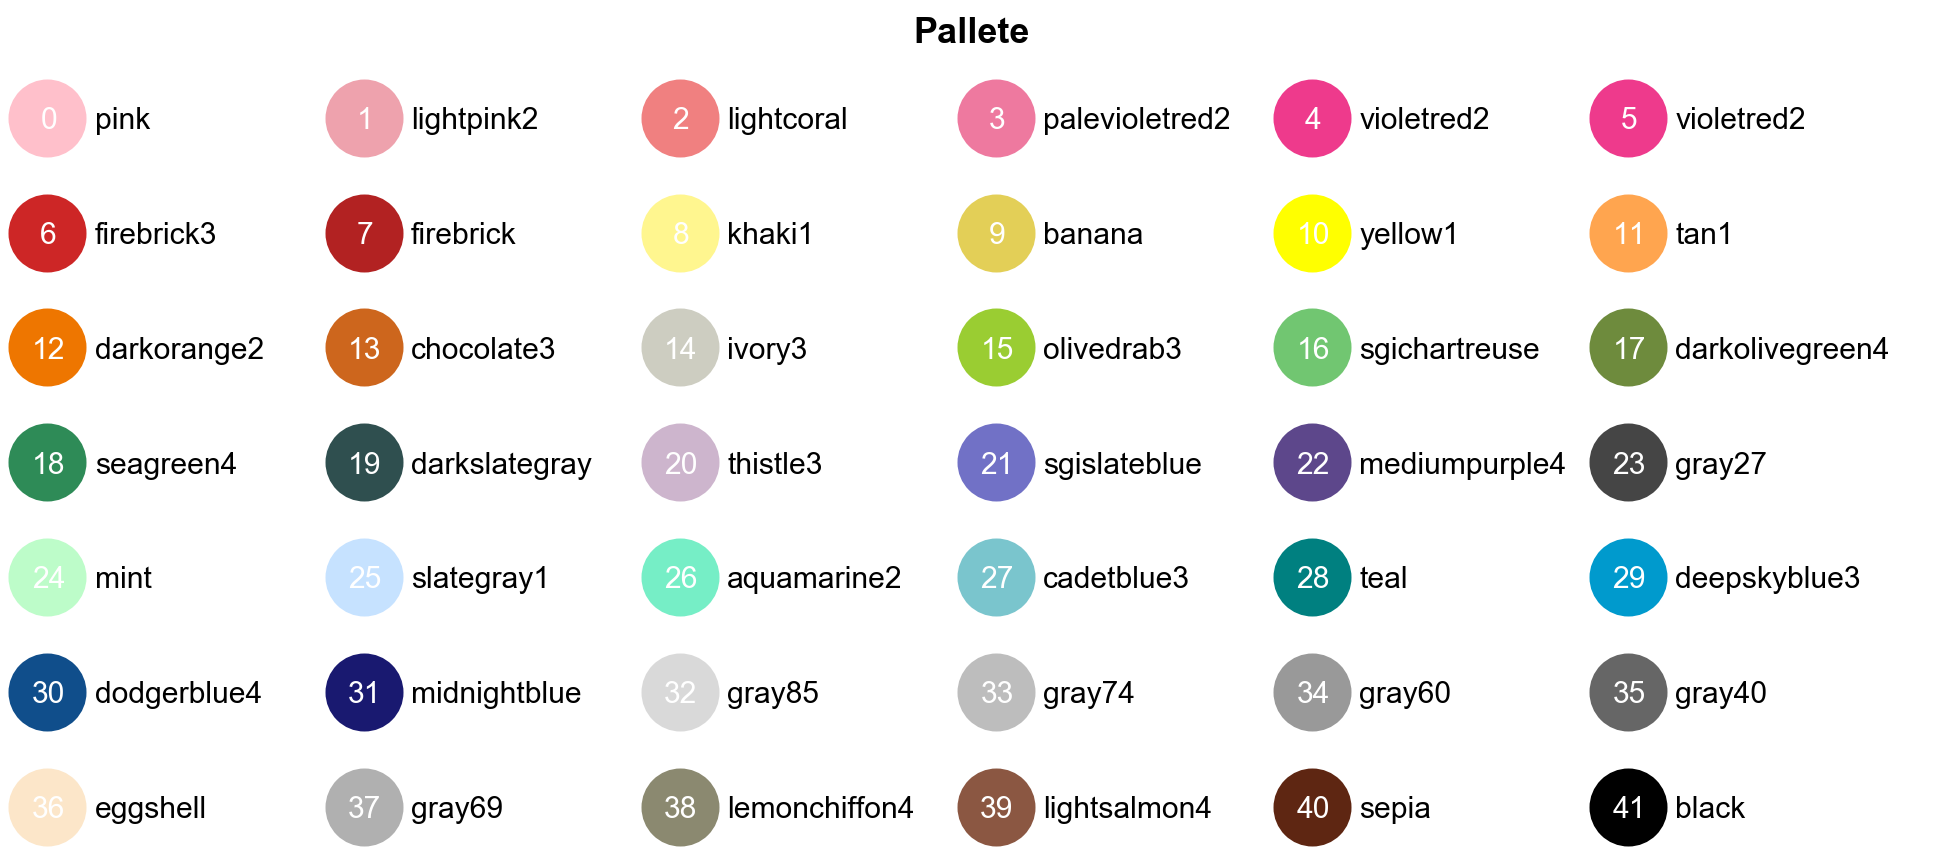 Pallete
0 pink 1 lightpink2 2 lightcoral 3 palevioletred2 4 violetred2 5 violetred2
6 firebrick3 7 firebrick 8 khaki1 9 banana 10 yellow1 11 tan1
12 darkorange2 13 chocolate3 14 ivory3 15 olivedrab3 16 sgichartreuse 17 darkolivegreen4
18 seagreen4 19 darkslategray 20 thistle3 21 sgislateblue 22 mediumpurple4 23 gray27
24 mint 25 slategray1 26 aquamarine2 27 cadetblue3 28 teal 29 deepskyblue3
30 dodgerblue4 31 midnightblue 32 gray85 33 gray74 34 gray60 35 gray40
36 eggshell 37 gray69 38 lemonchiffon4 39 lightsalmon4 40 sepia 41 black